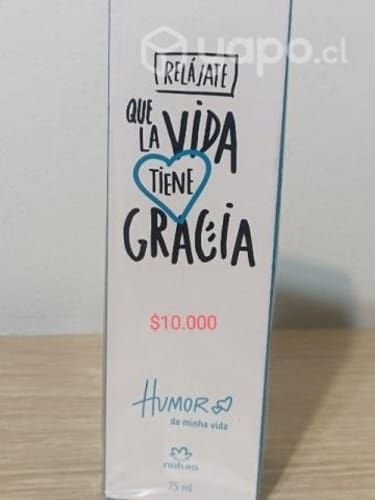 yapo.cl
RELÁJATE
QUE
LA VIDA
TIENE
GRACIA
$10.000
HUMOR
da minha vida
natura
75 ml